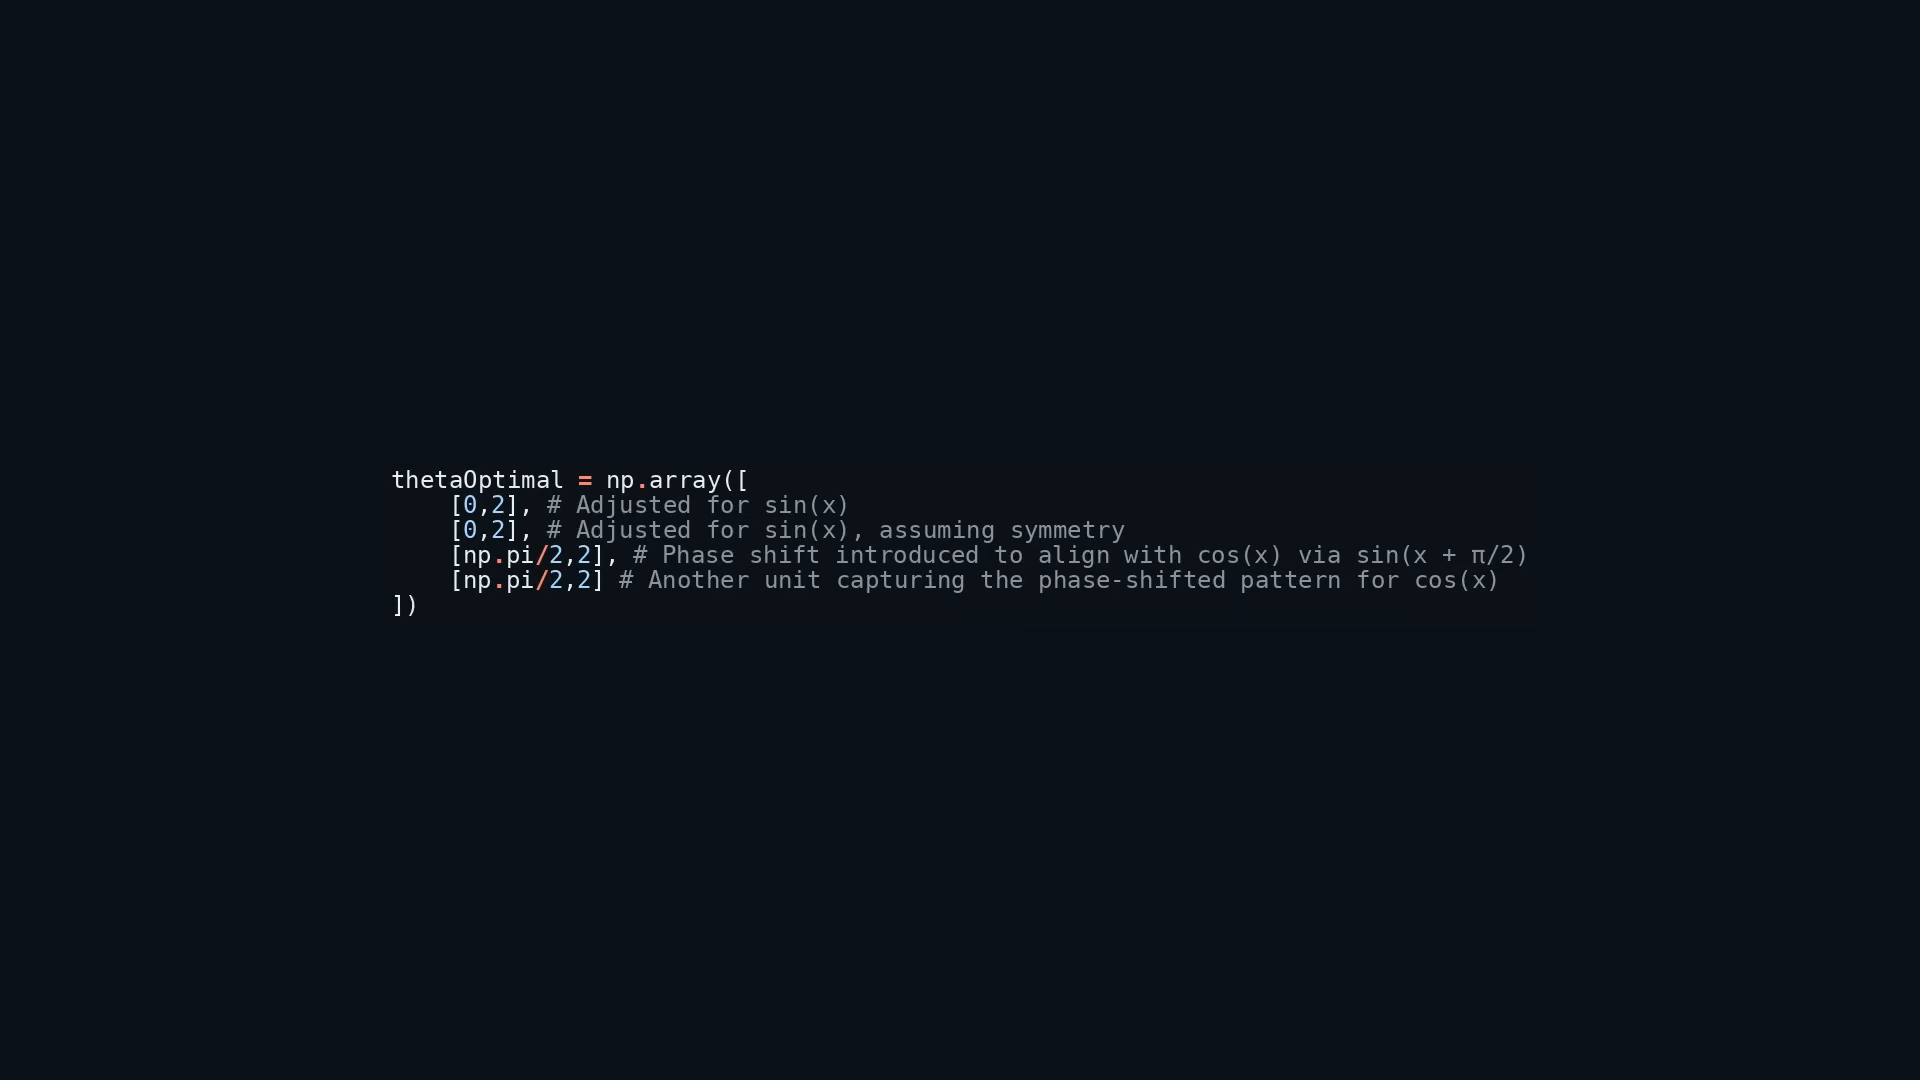 thetaOptimal = np.array([
    [0,2], # Adjusted for sin(x)
    [0,2], # Adjusted for sin(x), assuming symmetry
    [np.pi/2,2], # Phase shift introduced to align with cos(x) via sin(x + π/2)
    [np.pi/2,2] # Another unit capturing the phase-shifted pattern for cos(x)
])